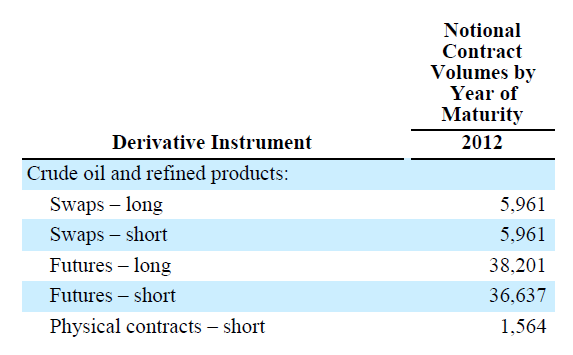 Notional
Contract
Volumes by
Year of
Maturity
Derivative Instrument 2012
Crude oil and refined products:
Swaps – long 5,961
Swaps – short 5,961
Futures – long 38,201
Futures – short 36,637
Physical contracts – short 1,564